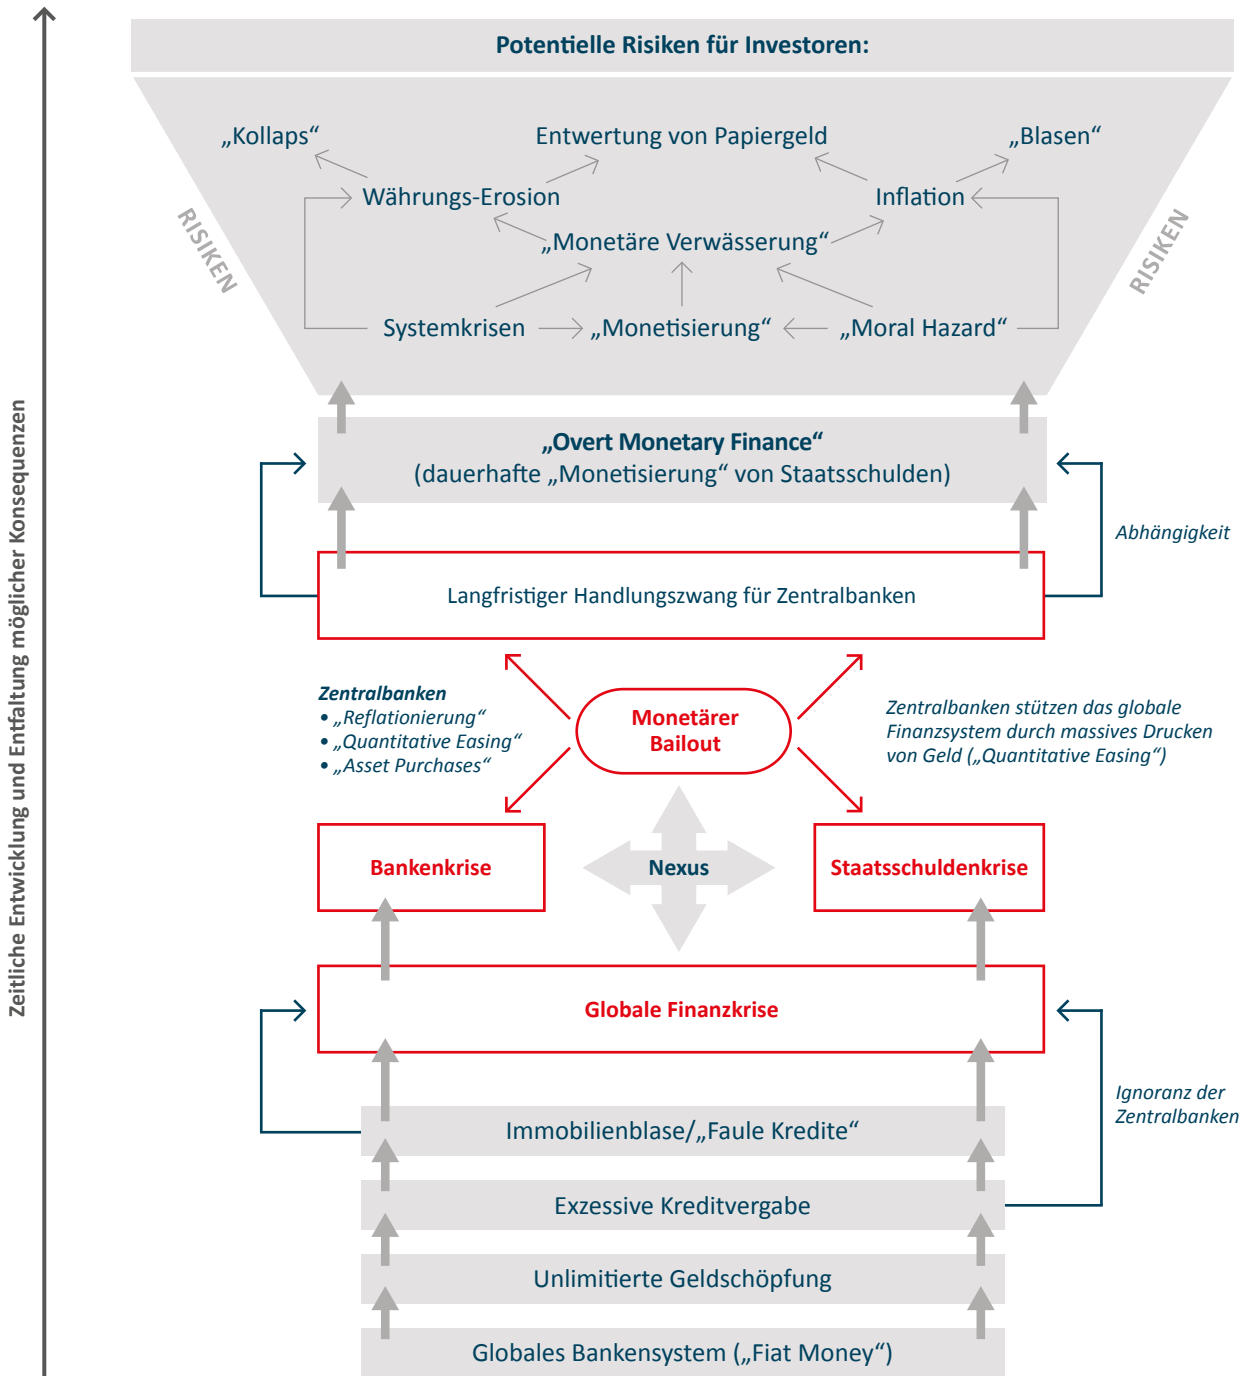 Potentielle Risiken für Investoren:
„Kollaps“
Entwertung von Papiergeld
„Blasen“
Währungs-Erosion
Inflation
RISIKEN
RISIKEN
„Monetäre Verwässerung“
Systemkrisen
„Monetisierung“
„Moral Hazard“
„Overt Monetary Finance“
(dauerhafte „Monetisierung“ von Staatsschulden)
Abhängigkeit
Langfristiger Handlungszwang für Zentralbanken
Zentralbanken
• „Reflationierung“
• „Quantitative Easing“
• „Asset Purchases“
Monetärer
Bailout
Zentralbanken stützen das globale
Finanzsystem durch massives Drucken
von Geld („Quantitative Easing“)
Bankenkrise
Nexus
Staatsschuldenkrise
Globale Finanzkrise
Ignoranz der
Zentralbanken
Immobilienblase/„Faule Kredite“
Exzessive Kreditvergabe
Unlimitierte Geldschöpfung
Globales Bankensystem („Fiat Money“)
Zeitliche Entwicklung und Entfaltung möglicher Konsequenzen